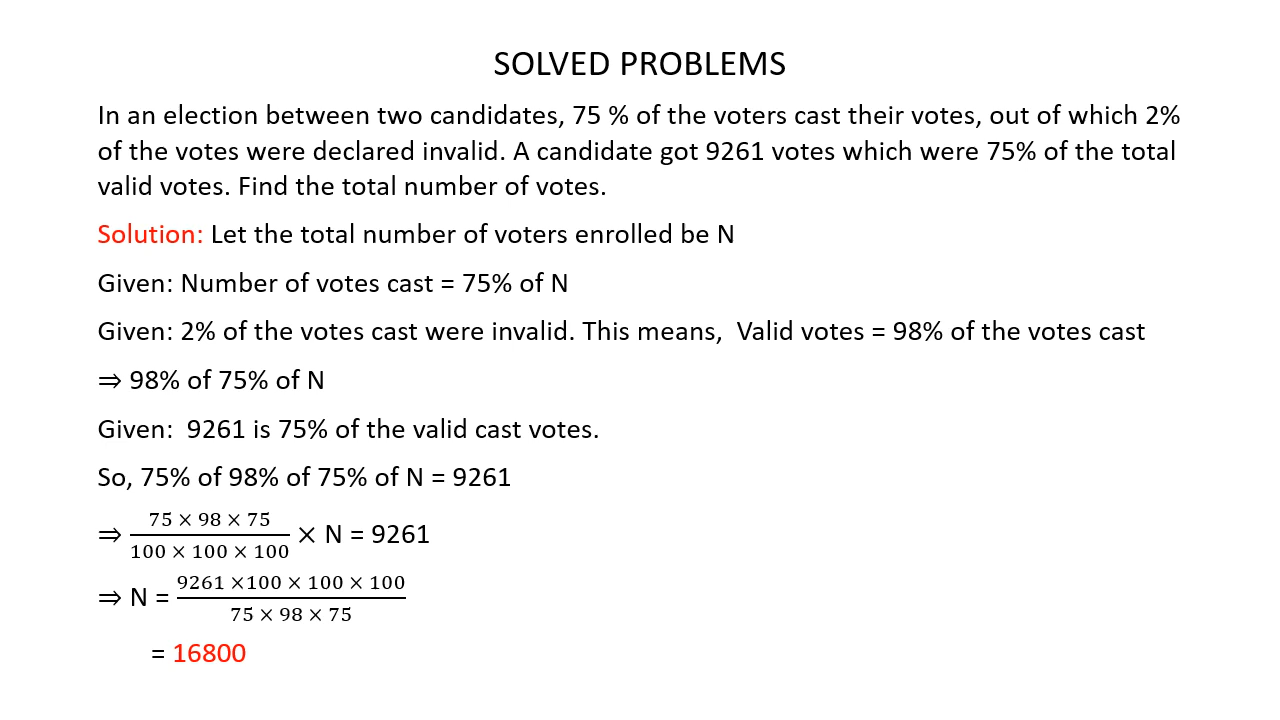 SOLVED PROBLEMS
In an election between two candidates, 75 % of the voters cast their votes, out of which 2%
of the votes were declared invalid. A candidate got 9261 votes which were 75% of the total
valid votes. Find the total number of votes.
Solution: Let the total number of voters enrolled be N
Given: Number of votes cast = 75% of N
Given: 2% of the votes cast were invalid. This means,  Valid votes = 98% of the votes cast
⇒ 98% of 75% of N
Given:  9261 is 75% of the valid cast votes.
So, 75% of 98% of 75% of N = 9261
⇒ (75 × 98 × 75)/(100 × 100 × 100) × N = 9261
⇒ N = (9261 ×100 × 100 × 100)/(75 × 98 × 75)
= 16800